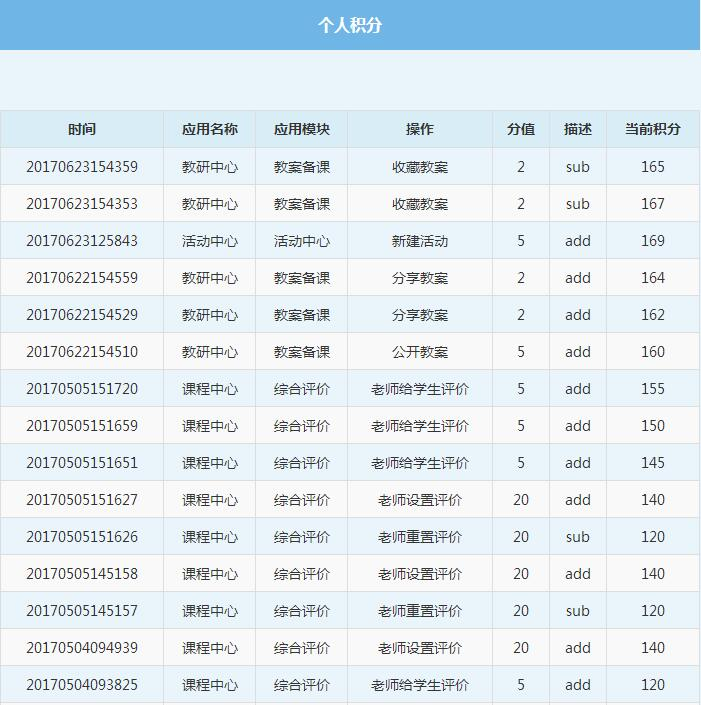 个人积分
时间 应用名称 应用模块 操作 分值 描述 当前积分
20170623154359 教研中心 教案备课 收藏教案 2 sub 165
20170623154353 教研中心 教案备课 收藏教案 2 sub 167
20170623125843 活动中心 活动中心 新建活动 5 add 169
20170622154559 教研中心 教案备课 分享教案 2 add 164
20170622154529 教研中心 教案备课 分享教案 2 add 162
20170622154510 教研中心 教案备课 公开教案 5 add 160
20170505151720 课程中心 综合评价 老师给学生评价 5 add 155
20170505151659 课程中心 综合评价 老师给学生评价 5 add 150
20170505151651 课程中心 综合评价 老师给学生评价 5 add 145
20170505151627 课程中心 综合评价 老师设置评价 20 add 140
20170505151626 课程中心 综合评价 老师重置评价 20 sub 120
20170505145158 课程中心 综合评价 老师设置评价 20 add 140
20170505145157 课程中心 综合评价 老师重置评价 20 sub 120
20170504094939 课程中心 综合评价 老师设置评价 20 add 140
20170504093825 课程中心 综合评价 老师给学生评价 5 add 120